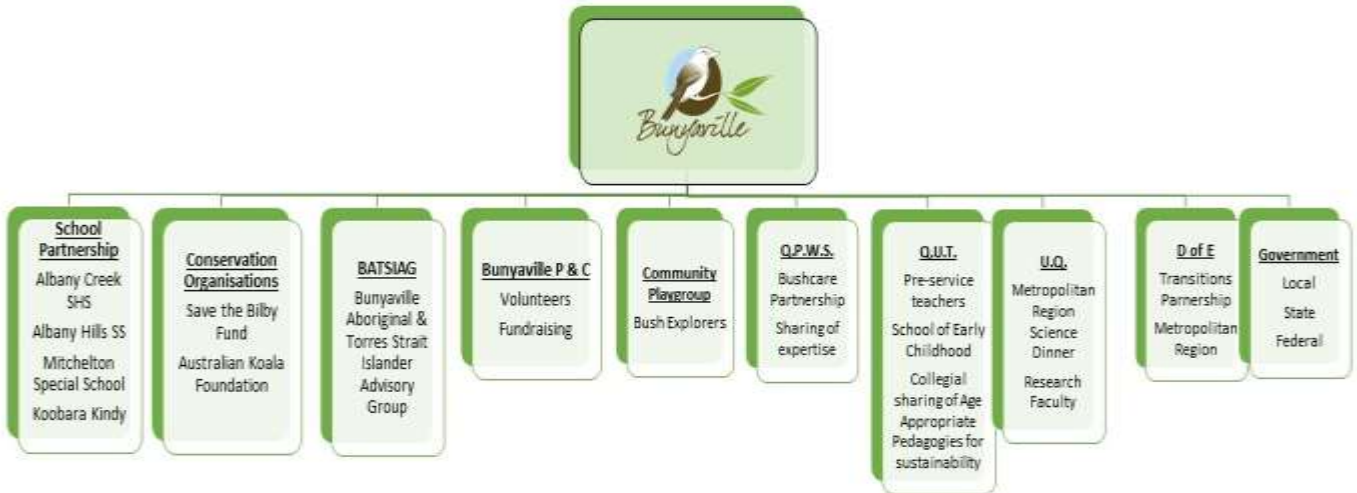 Bunyaville
School
Partnership
Albany Creek
SHS
Albany Hills SS
Mitchelton
Special School
Koobara Kindy
Conservation
Organisations
Save the Bilby
Fund
Australian Koala
Foundation
BATSIAG
Bunyaville
Aboriginal &
Torres Strait
Islander
Advisory
Group
Bunyaville P & C
Volunteers
Fundraising
Community
Playgroup
Bush Explorers
Q.P.W.S.
Bushcare
Partnership
Sharing of
expertise
Q.U.T.
Pre-service
teachers
School of Early
Childhood
Collegial
sharing of Age
Appropriate
Pedagogies for
sustainability
U.Q.
Metropolitan
Region
Science
Dinner
Research
Faculty
D of E
Transitions
Parnership
Metropolitan
Region
Government
Local
State
Federal